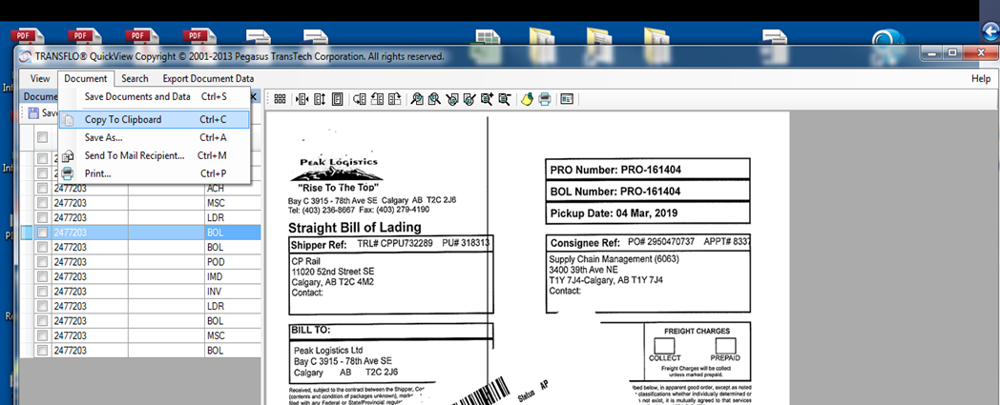 PDF PDF PDF PDF
TRANSFLO® QuickView Copyright © 2001-2013 Pegasus TransTech Corporation. All rights reserved.
View Document Search Export Document Data Help
Docume
Save Documents and Data Ctrl+S
Save
Copy To Clipboard Ctrl+C
Save As... Ctrl+A
Send To Mail Recipient... Ctrl+M
Print... Ctrl+P
2477203 ACH
2477203 MSC
2477203 LDR
2477203 BOL
2477203 BOL
2477203 POD
2477203 IMD
2477203 INV
2477203 LDR
2477203 BOL
2477203 MSC
2477203 BOL
PEAK LOGISTICS
"Rise To The Top"
Bay C 3915 - 78th Ave SE Calgary AB T2C 2J6
Tel: (403) 236-8667 Fax: (403) 279-4190
PRO Number: PRO-161404
BOL Number: PRO-161404
Pickup Date: 04 Mar, 2019
Straight Bill of Lading
Shipper Ref: TRL# CPPU732289 PU# 318313
CP Rail
11020 52nd Street SE
Calgary, AB T2C 4M2
Contact:
Consignee Ref: PO# 2950470737 APPT# 8337
Supply Chain Management (6063)
3400 39th Ave NE
T1Y 7J4-Calgary, AB T1Y 7J4
Contact:
BILL TO:
Peak Logistics Ltd
Bay C 3915 - 78th Ave SE
Calgary AB T2C 2J6
FREIGHT CHARGES
COLLECT PREPAID
Freight Charges will be collect
unless marked prepaid.
Received, subject to the contract between the Shipper, Co
(contents and condition of packages unknown), mark
filed with any Federal or State/Provincial regul
Status AP
bed below, in apparent good order, except as noted
classifications whether individually determined or
not exist, it is mutually agreed to that services